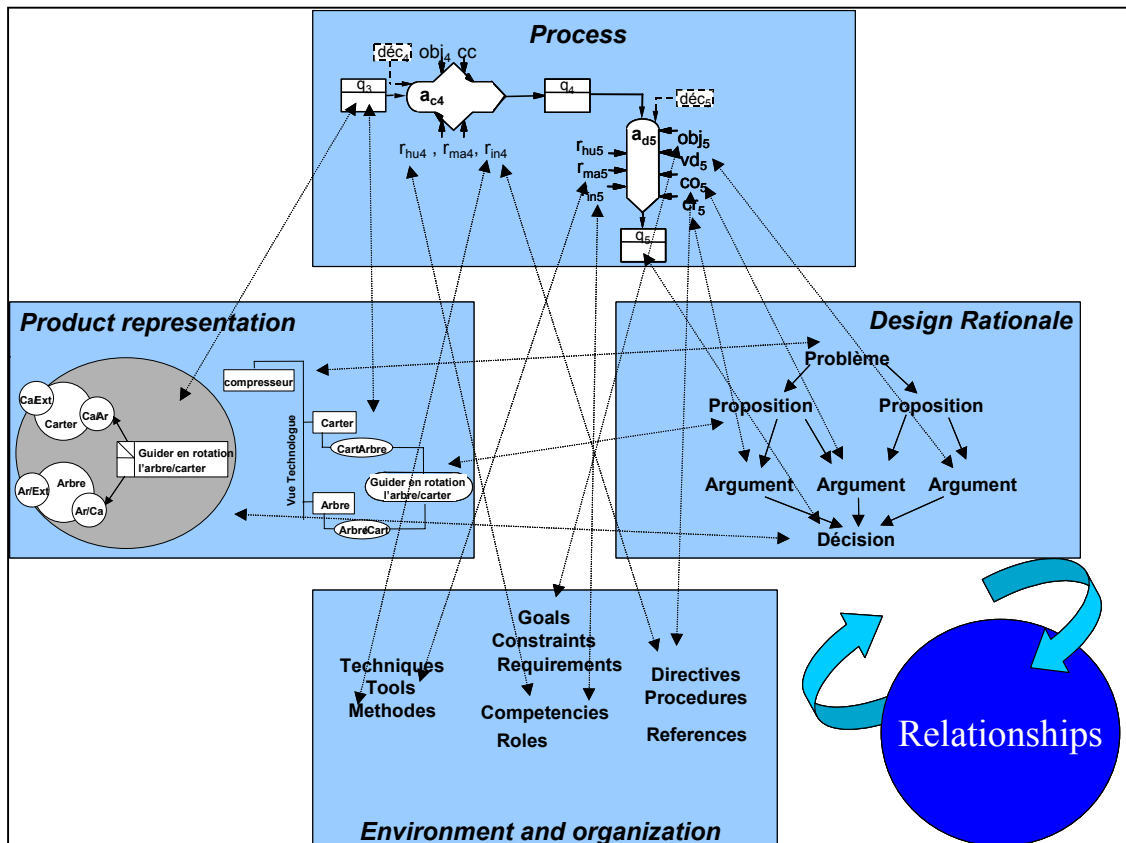 Process
déc4 obj4 cc
q3
ac4
q4
déc5
ad5
rhu4 , rma4, rin4
rhu5
rma5
in5
obj5
vd5
co5
cr5
q5
Product representation
CaExt
Carter
CaAr
Guider en rotation
l'arbre/carter
Ar/Ext
Arbre
Ar/Ca
Vue Technologue
compresseur
Carter
CartArbre
Guider en rotation
l'arbre/carter
Arbre
Arbre/Cart
Design Rationale
Problème
Proposition Proposition
Argument Argument Argument
Décision
Goals
Constraints
Requirements
Techniques
Tools
Methodes
Competencies
Roles
Directives
Procedures
References
Environment and organization
Relationships